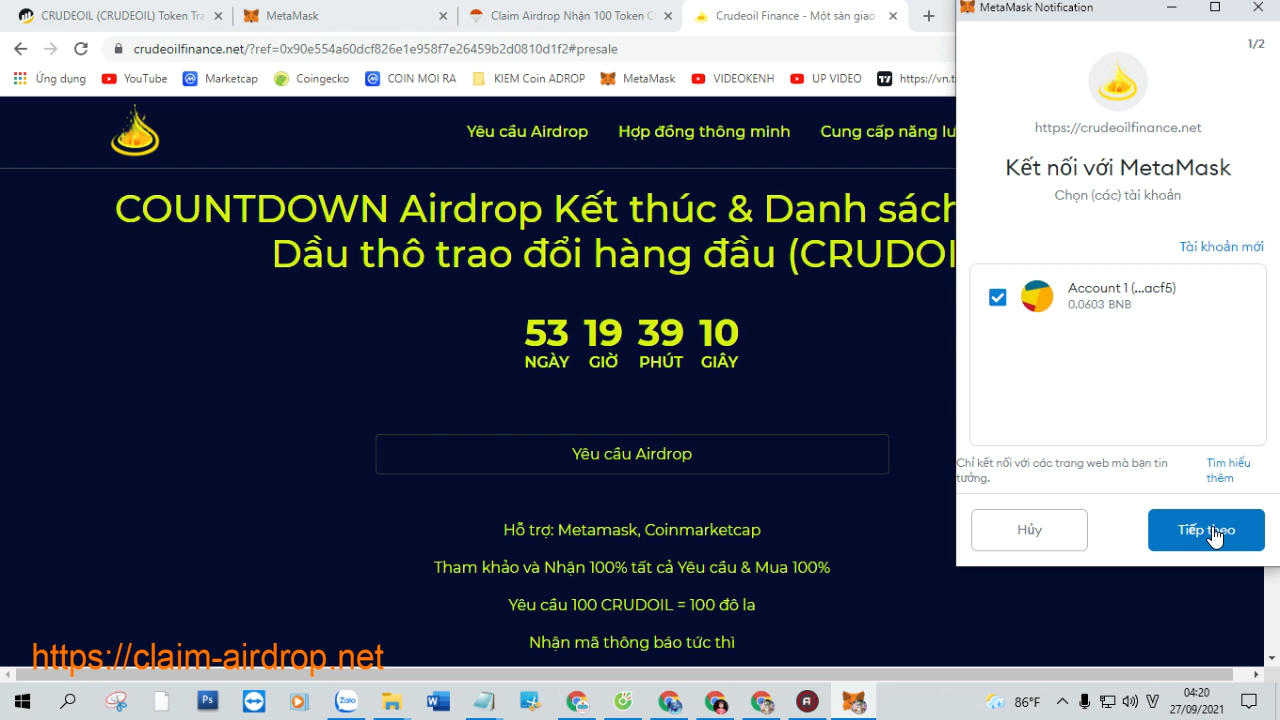 CRUDEOIL (CRUDEOIL) Token Tra
MetaMask
Claim Airdrop Nhận 100 Token C
Crudeoil Finance - Một sàn giao
MetaMask Notification
crudeoilfinance.net/?ref=0x90e554a60dcf826e1e958f7e26459b2d0810d1f2#presale
Ứng dụng
YouTube
Marketcap
Coingecko
COIN MOI RA
KIEM Coin ADROP
MetaMask
VIDEOKENH
UP VIDEO
https://vn.t
1/2
https://crudeoilfinance.net
Kết nối với MetaMask
Chọn (các) tài khoản
Tài khoản mới
Account 1 (...acf5)
0.0603 BNB
Chỉ kết nối với các trang web mà bạn tin
tưởng.
Tìm hiểu
thêm
Hủy
Tiếp theo
Yêu cầu Airdrop
Hợp đồng thông minh
Cung cấp năng lư
COUNTDOWN Airdrop Kết thúc & Danh sách
Dầu thô trao đổi hàng đầu (CRUDOI
53 19 39 10
NGÀY GIỜ PHÚT GIÂY
Yêu cầu Airdrop
Hỗ trợ: Metamask, Coinmarketcap
Tham khảo và Nhận 100% tất cả Yêu cầu & Mua 100%
Yêu cầu 100 CRUDOIL = 100 đô la
Nhận mã thông báo tức thì
https://claim-airdrop.net
Ps
Zalo
86°F
04:20
27/09/2021